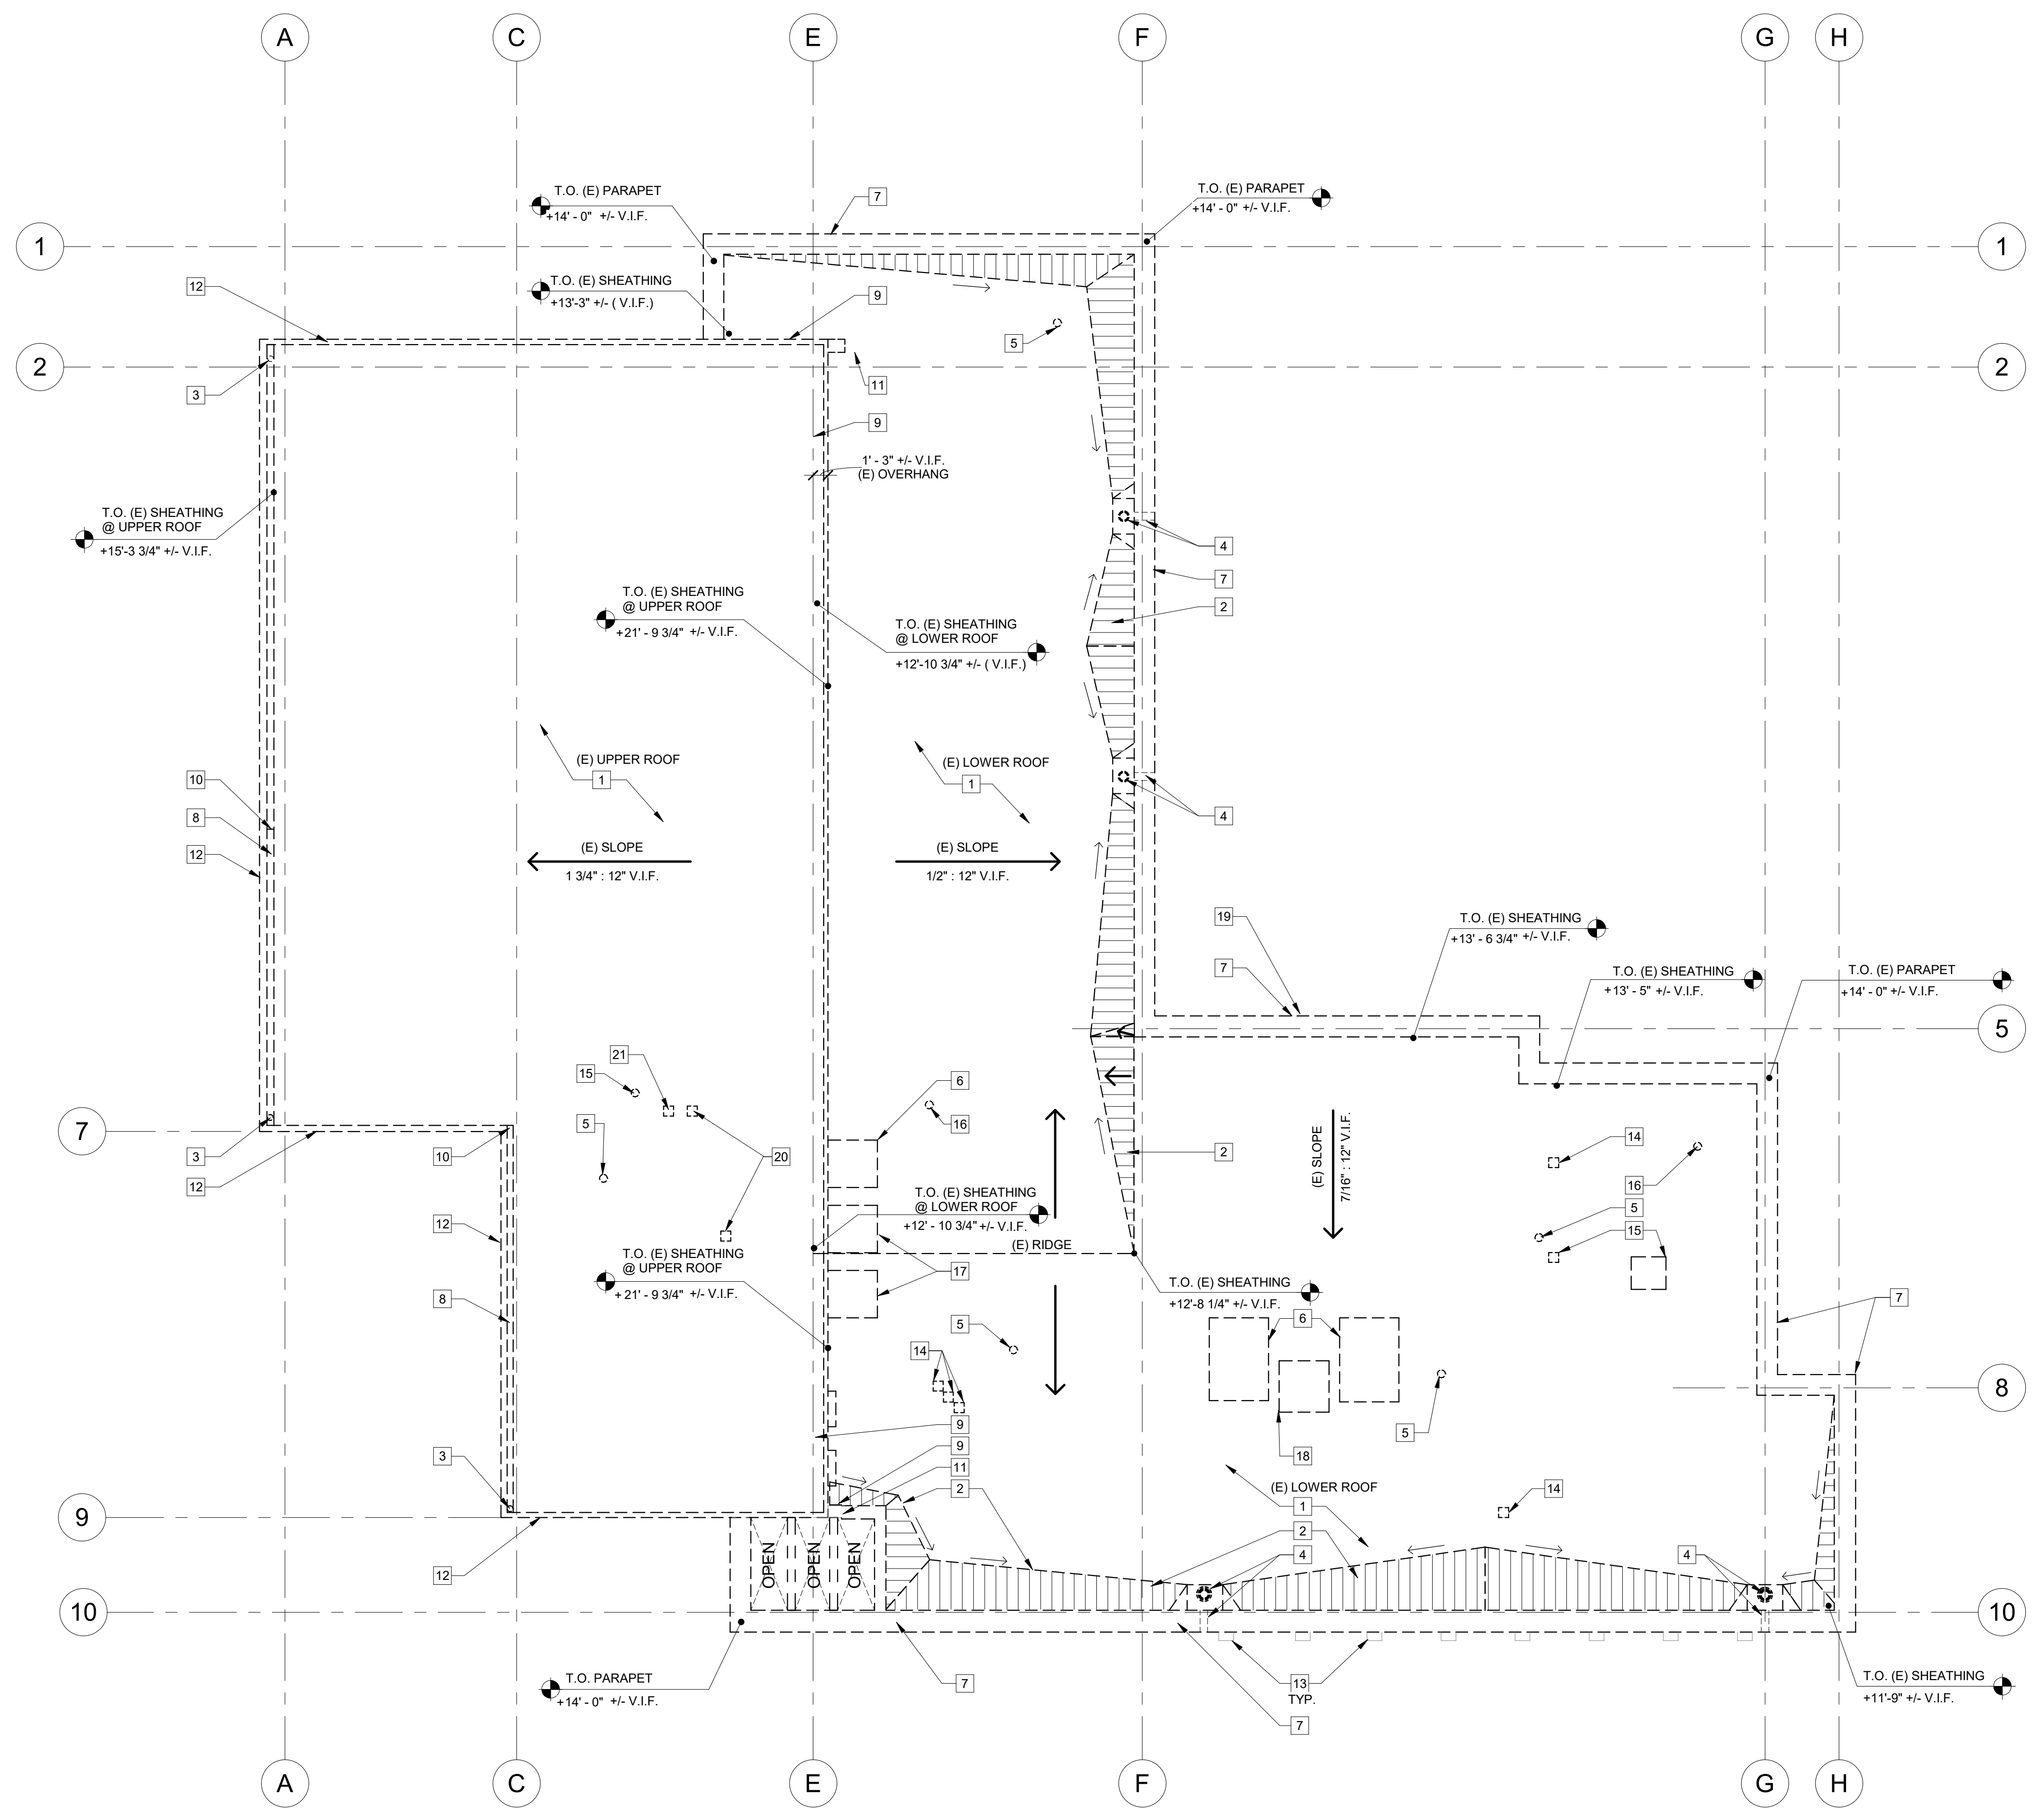 A
C
E
F
G
H
T.O. (E) PARAPET
+14' - 0" +/- V.I.F.
7
T.O. (E) PARAPET
+14' - 0" +/- V.I.F.
1
1
12
T.O. (E) SHEATHING
+13'-3" +/- ( V.I.F.)
9
5
2
2
3
11
9
1' - 3" +/- V.I.F.
(E) OVERHANG
T.O. (E) SHEATHING
@ UPPER ROOF
+15'-3 3/4" +/- V.I.F.
4
7
2
T.O. (E) SHEATHING
@ UPPER ROOF
+21' - 9 3/4" +/- V.I.F.
T.O. (E) SHEATHING
@ LOWER ROOF
+12'-10 3/4" +/- ( V.I.F.)
(E) UPPER ROOF
1
(E) LOWER ROOF
1
10
8
12
4
(E) SLOPE
1 3/4" : 12" V.I.F.
(E) SLOPE
1/2" : 12" V.I.F.
19
7
T.O. (E) SHEATHING
+13' - 6 3/4" +/- V.I.F.
T.O. (E) SHEATHING
+13' - 5" +/- V.I.F.
T.O. (E) PARAPET
+14' - 0" +/- V.I.F.
5
21
15
5
6
16
7
3
12
10
20
2
(E) SLOPE
7/16" : 12" V.I.F.
14
16
5
15
12
T.O. (E) SHEATHING
@ LOWER ROOF
+12' - 10 3/4" +/- V.I.F.
(E) RIDGE
T.O. (E) SHEATHING
@ UPPER ROOF
+21' - 9 3/4" +/- V.I.F.
17
T.O. (E) SHEATHING
+12'-8 1/4" +/- V.I.F.
8
5
14
6
7
8
5
18
9
9
11
2
3
(E) LOWER ROOF
1
2
4
14
4
9
12
OPEN
OPEN
OPEN
10
10
T.O. PARAPET
+14' - 0" +/- V.I.F.
7
13
TYP.
7
T.O. (E) SHEATHING
+11'-9" +/- V.I.F.
A
C
E
F
G
H